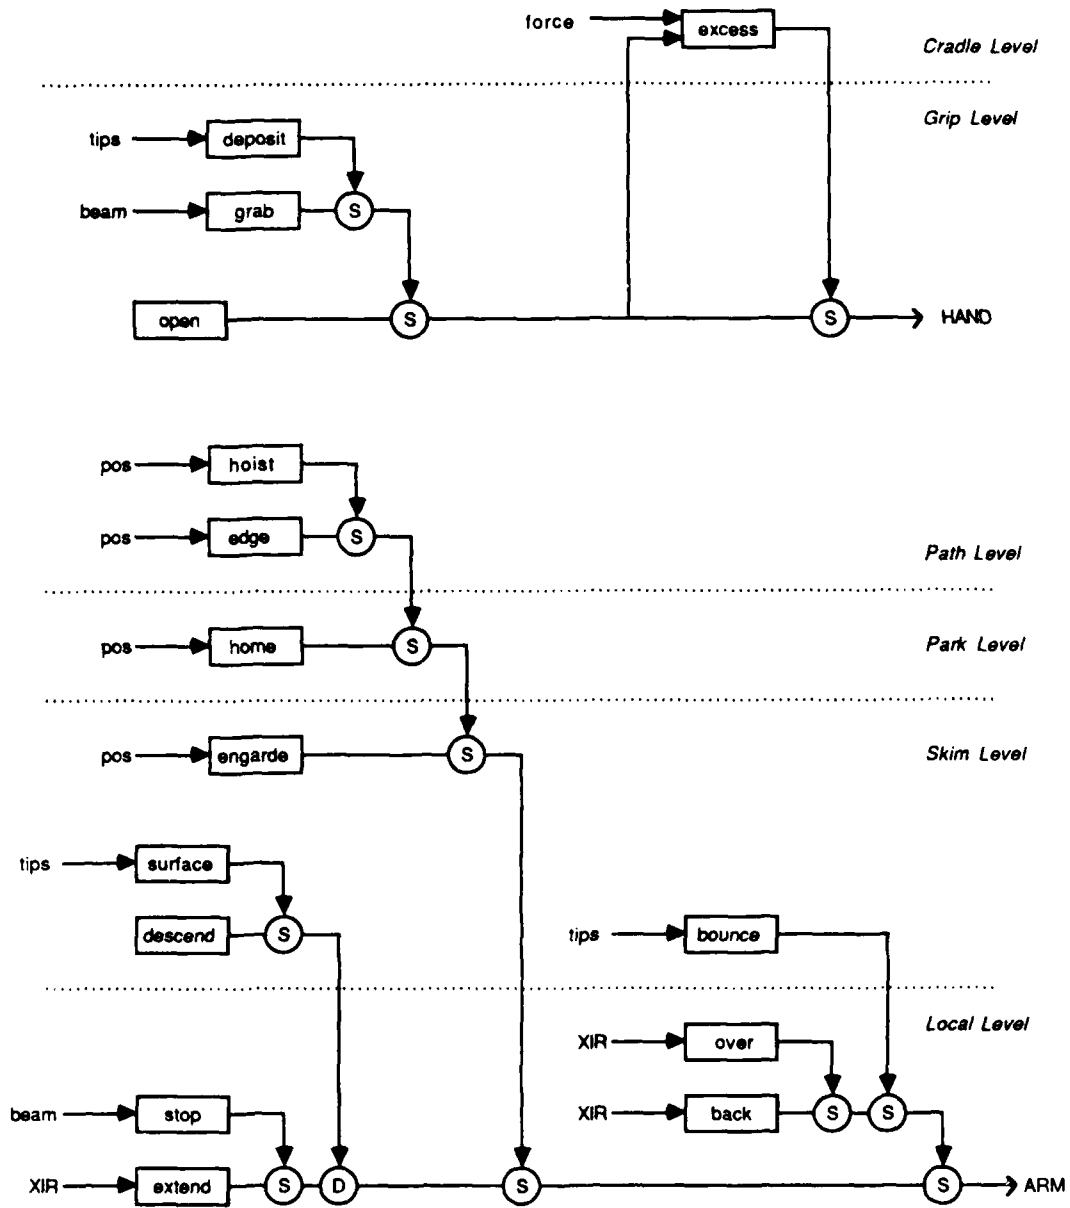 force excess
Cradle Level
Grip Level
tips deposit
beam grab S
open S S HAND
pos hoist
pos edge S
Path Level
pos home S Park Level
pos engarde S Skim Level
tips surface
descend S tips bounce
Local Level
XIR over
beam stop XIR back S S
XIR extend S D S S ARM